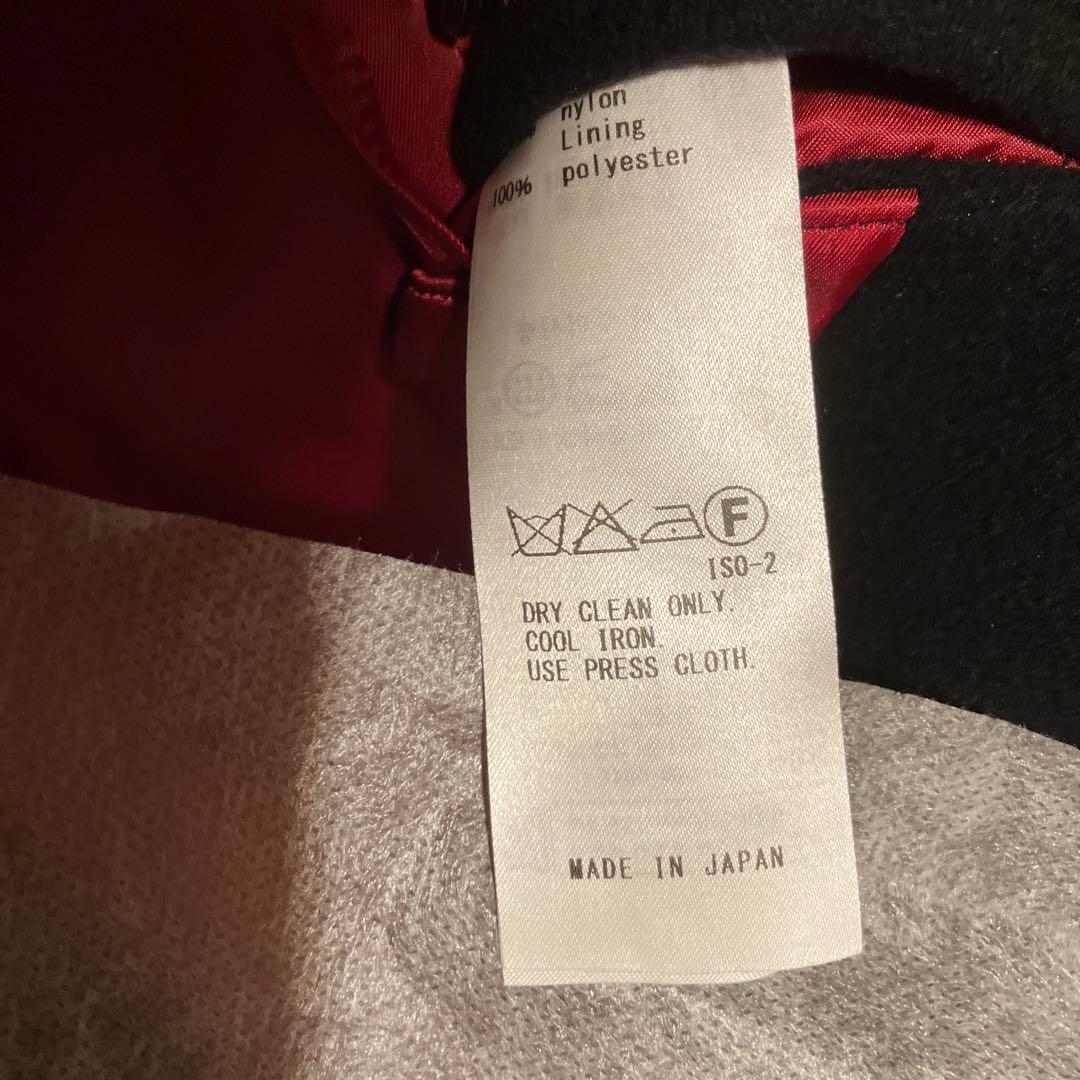 nylon
Lining
100% polyester
F
ISO-2
DRY CLEAN ONLY.
COOL IRON.
USE PRESS CLOTH.
MADE IN JAPAN